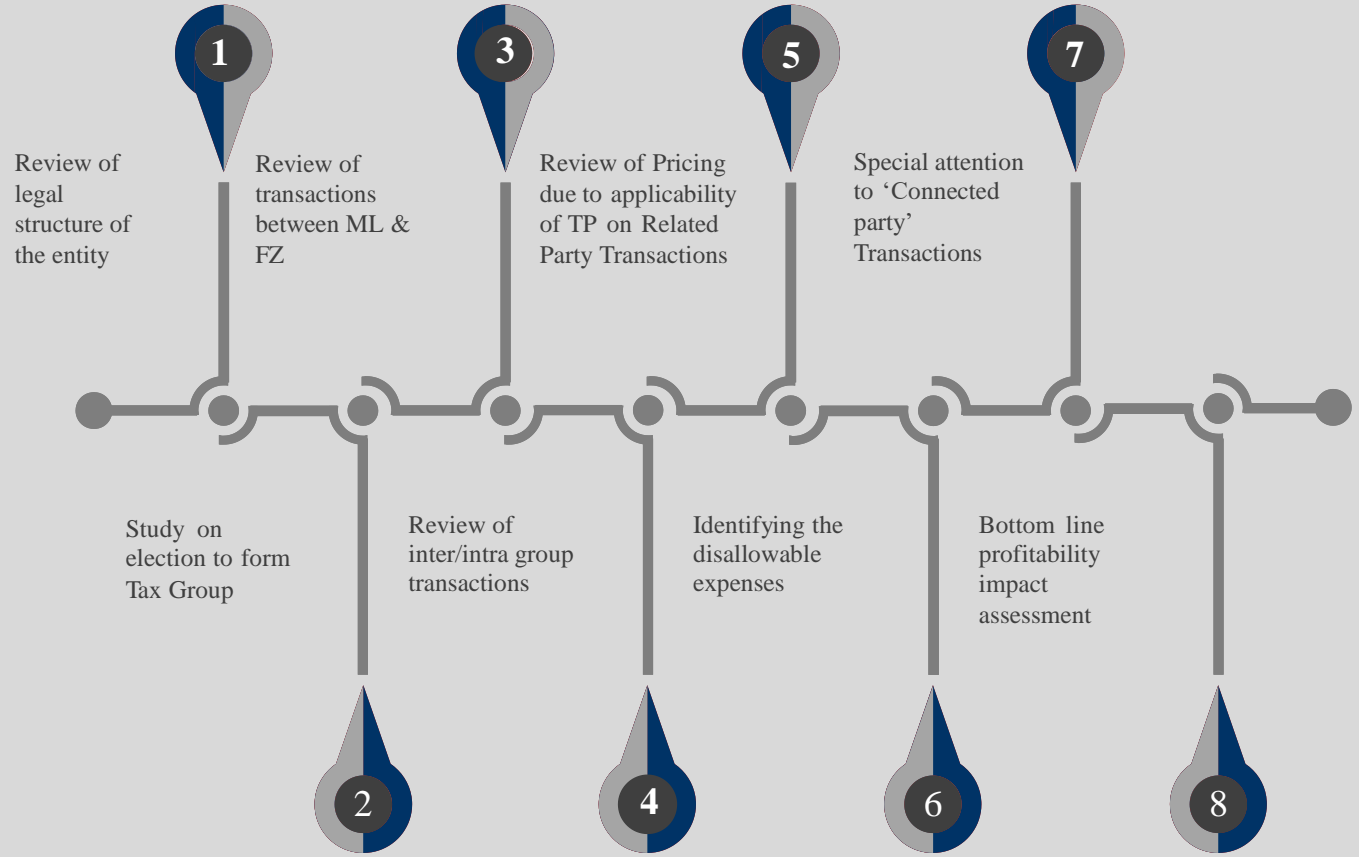 1
Review of
legal
structure of
the entity
2
Study on
election to form
Tax Group
3
Review of
transactions
between ML &
FZ
4
Review of
inter/intra group
transactions
5
Review of Pricing
due to applicability
of TP on Related
Party Transactions
6
Identifying the
disallowable
expenses
7
Special attention
to ‘Connected
party’
Transactions
8
Bottom line
profitability
impact
assessment